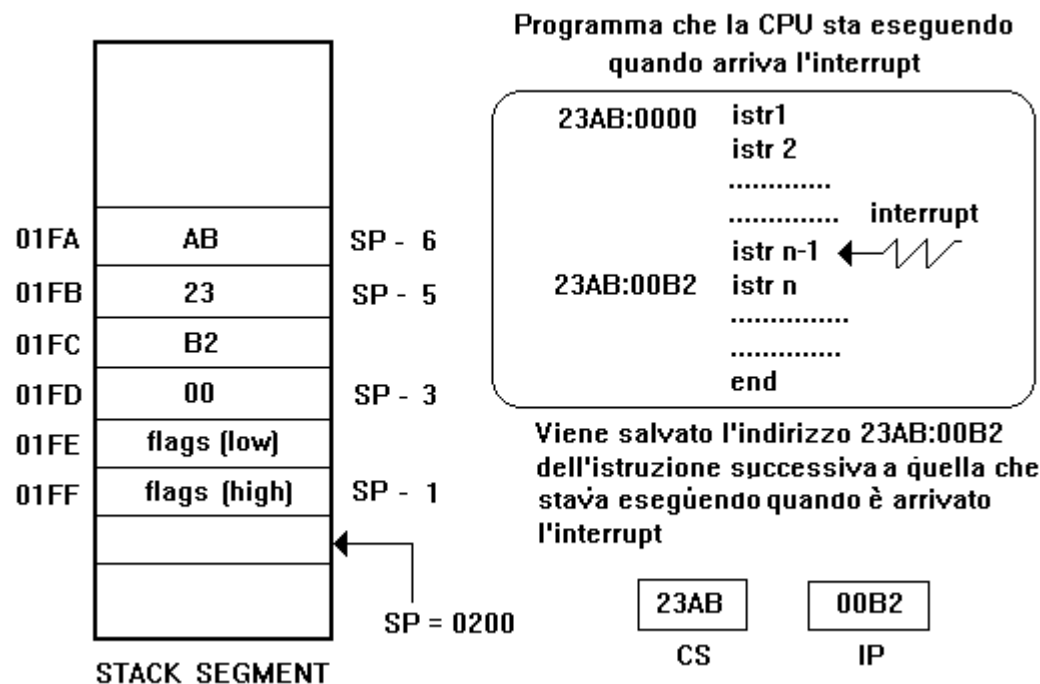 Programma che la CPU sta eseguendo
quando arriva l'interrupt
23AB:0000 istr1
istr 2
.............
.............. interrupt
istr n-1
23AB:00B2 istr n
...............
..............
end
01FA AB SP - 6
01FB 23 SP - 5
01FC B2
01FD 00 SP - 3
01FE flags (low)
01FF flags (high) SP - 1
SP = 0200
STACK SEGMENT
Viene salvato l'indirizzo 23AB:00B2
dell'istruzione successiva a quella che
stava eseguendo quando è arrivato
l'interrupt
23AB 00B2
CS IP